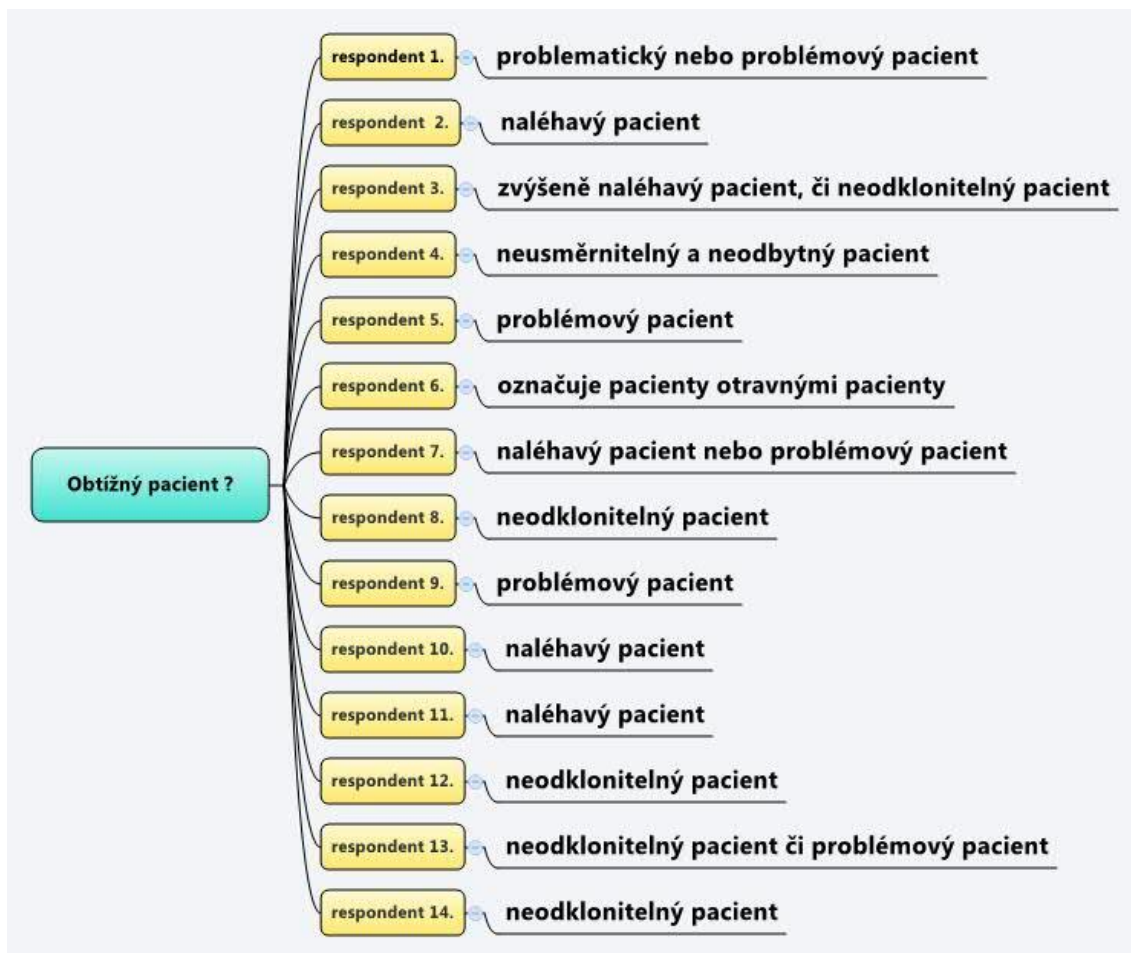 respondent 1. problematický nebo problémový pacient
respondent 2. naléhavý pacient
respondent 3. zvýšeně naléhavý pacient, či neodklonitelný pacient
respondent 4. neusměrnitelný a neodbytný pacient
respondent 5. problémový pacient
respondent 6. označuje pacienty otravnými pacienty
respondent 7. naléhavý pacient nebo problémový pacient
Obtížný pacient ?
respondent 8. neodklonitelný pacient
respondent 9. problémový pacient
respondent 10. naléhavý pacient
respondent 11. naléhavý pacient
respondent 12. neodklonitelný pacient
respondent 13. neodklonitelný pacient či problémový pacient
respondent 14. neodklonitelný pacient